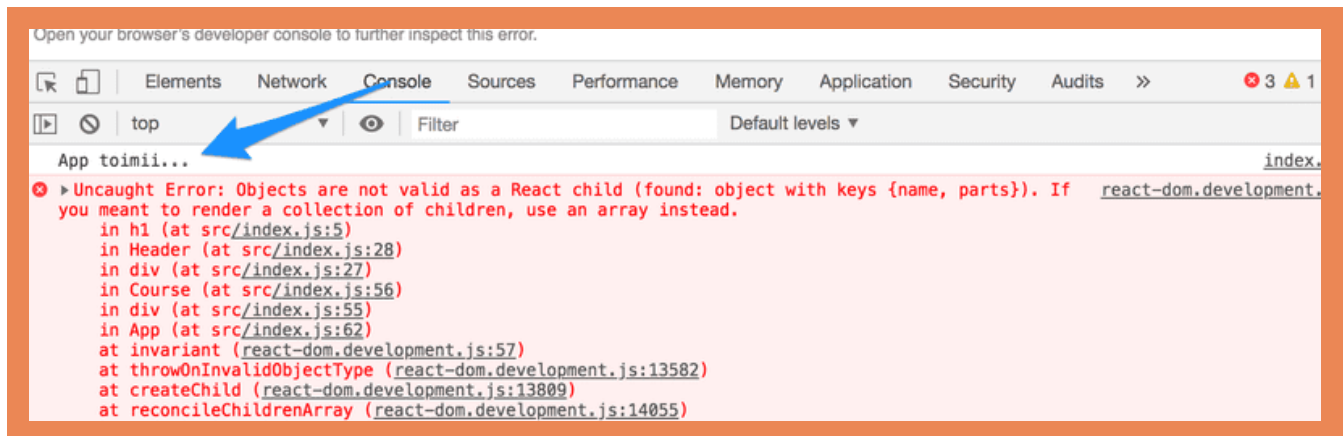 Open your browser's developer console to further inspect this error.
Elements Network Console Sources Performance Memory Application Security Audits » 3 1
top ▼ Filter Default levels ▼
App toimii... index.
▶Uncaught Error: Objects are not valid as a React child (found: object with keys {name, parts}). If react-dom.development.
you meant to render a collection of children, use an array instead.
in h1 (at src/index.js:5)
in Header (at src/index.js:28)
in div (at src/index.js:27)
in Course (at src/index.js:56)
in div (at src/index.js:55)
in App (at src/index.js:62)
at invariant (react-dom.development.js:57)
at throwOnInvalidObjectType (react-dom.development.js:13582)
at createChild (react-dom.development.js:13809)
at reconcileChildrenArray (react-dom.development.js:14055)